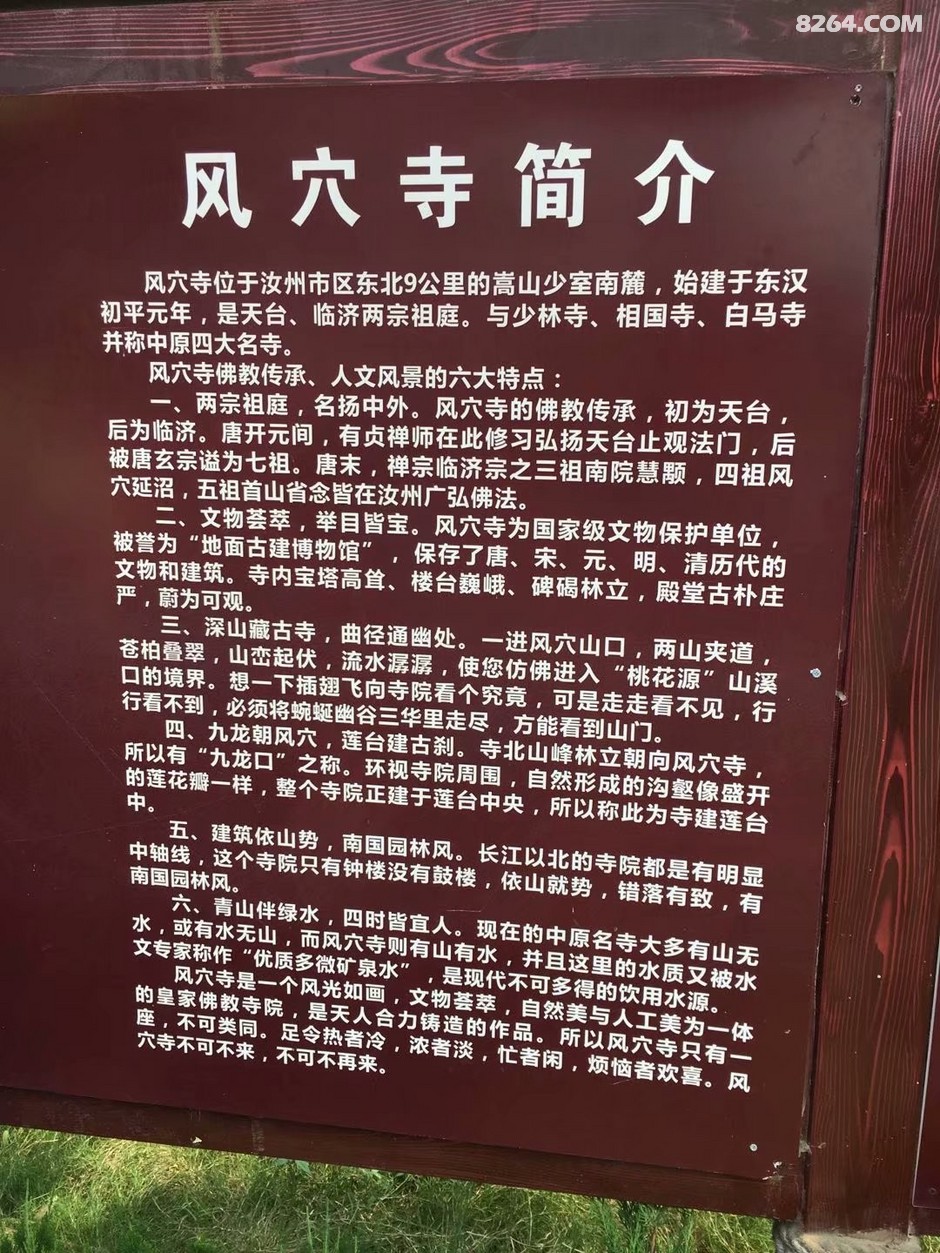 8264.COM
风穴寺简介
风穴寺位于汝州市区东北9公里的嵩山少室南麓，始建于东汉
初平元年，是天台、临济两宗祖庭。与少林寺、相国寺、白马寺
并称中原四大名寺。
风穴寺佛教传承、人文风景的六大特点：
一、两宗祖庭，名扬中外。风穴寺的佛教传承，初为天台，
后为临济。唐开元间，有贞禅师在此修习弘扬天台止观法门，后
被唐玄宗谥为七祖。唐末，禅宗临济宗之三祖南院慧颙，四祖风
穴延沼，五祖首山省念皆在汝州广弘佛法。
二、文物荟萃，举目皆宝。风穴寺为国家级文物保护单位，
被誉为“地面古建博物馆”，保存了唐、宋、元、明、清历代的
文物和建筑。寺内宝塔高耸、楼台巍峨、碑碣林立，殿堂古朴庄
严，蔚为可观。
三、深山藏古寺，曲径通幽处。一进风穴山口，两山夹道，
苍柏叠翠，山峦起伏，流水潺潺，使您仿佛进入“桃花源”山溪
口的境界。想一下插翅飞向寺院看个究竟，可是走走看不见，行
行看不到，必须将蜿蜒幽谷三华里走尽，方能看到山门。
四、九龙朝风穴，莲台建古刹。寺北山峰林立朝向风穴寺，
所以有“九龙口”之称。环视寺院周围，自然形成的沟壑像盛开
的莲花瓣一样，整个寺院正建于莲台中央，所以称此为寺建莲台
中。
五、建筑依山势，南国园林风。长江以北的寺院都是有明显
中轴线，这个寺院只有钟楼没有鼓楼，依山就势，错落有致，有
南国园林风。
六、青山伴绿水，四时皆宜人。现在的中原名寺大多有山无
水，或有水无山，而风穴寺则有山有水，并且这里的水质又被水
文专家称作“优质多微矿泉水”，是现代不可多得的饮用水源。
风穴寺是一个风光如画，文物荟萃，自然美与人工美为一体
的皇家佛教寺院，是天人合力铸造的作品。所以风穴寺只有一
座，不可类同。足令热者冷，浓者淡，忙者闲，烦恼者欢喜。风
穴寺不可不来，不可不再来。